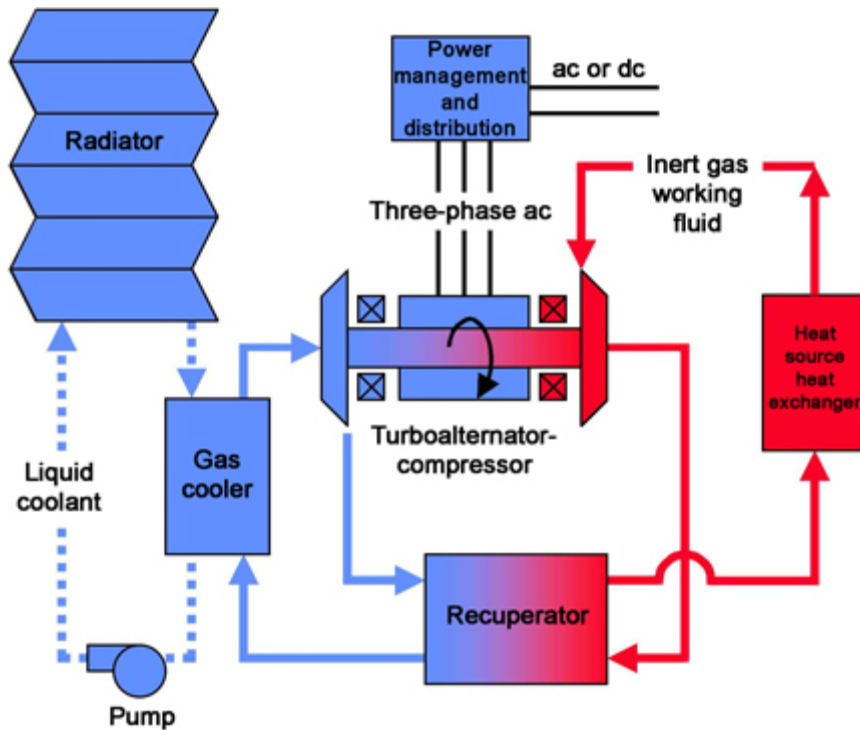 Power
management
and
distribution
ac or dc
Radiator
Inert gas
working
fluid
Three-phase ac
Heat
source
heat
exchanger
Turboalternator-
compressor
Gas
cooler
Liquid
coolant
Recuperator
Pump